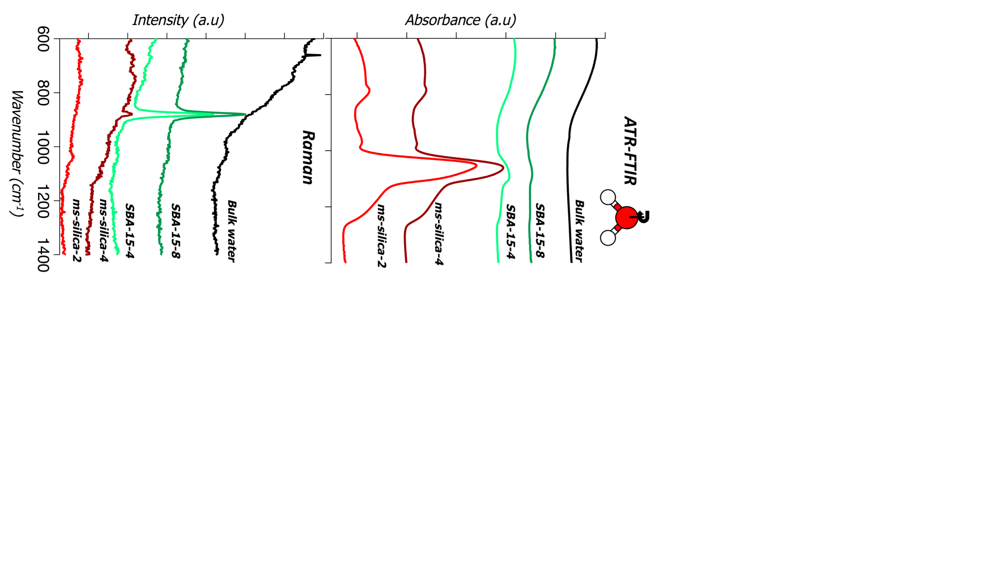 ATR-FTIR
Absorbance (a.u)
Bulk water
SBA-15-8
SBA-15-4
ms-silica-4
ms-silica-2
Raman
Intensity (a.u)
Bulk water
SBA-15-8
SBA-15-4
ms-silica-4
ms-silica-2
600 800 1000 1200 1400
Wavenumber (cm⁻¹)